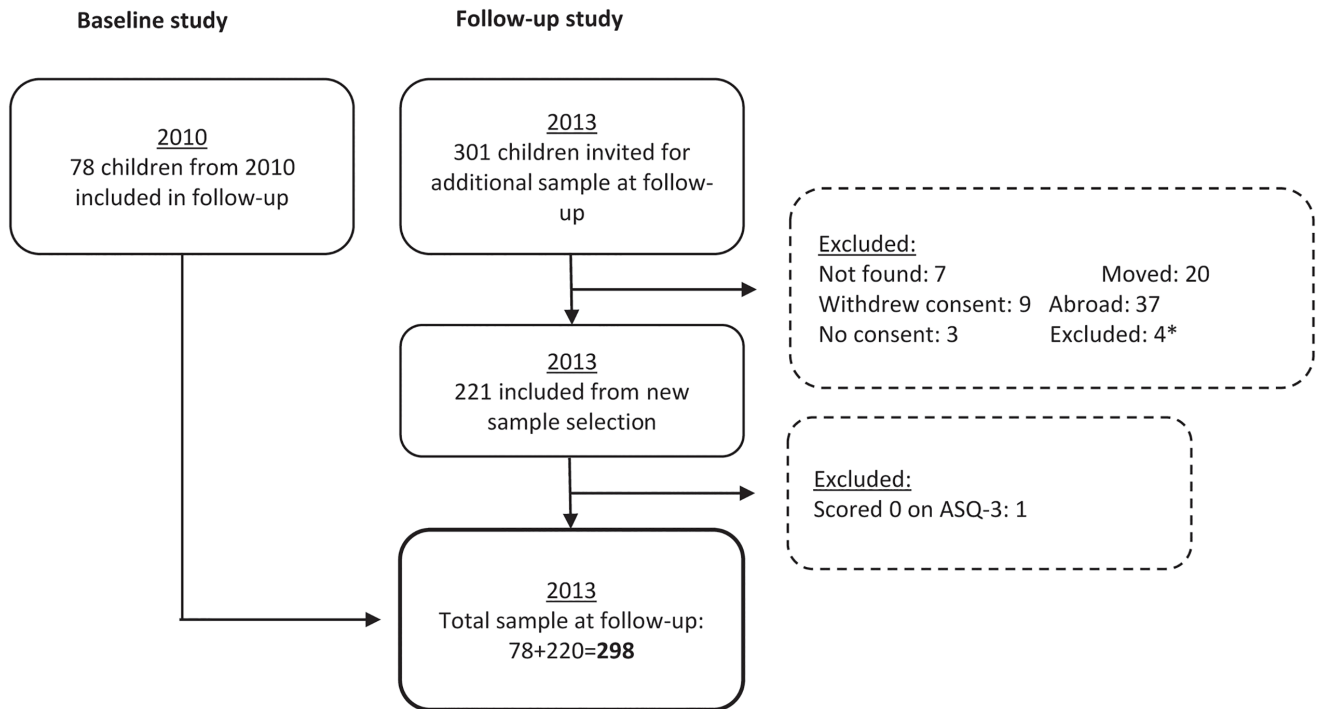 Baseline study
Follow-up study
2010
78 children from 2010
included in follow-up
2013
301 children invited for
additional sample at follow-
up
Excluded:
Not found: 7 Moved: 20
Withdrew consent: 9 Abroad: 37
No consent: 3 Excluded: 4*
2013
221 included from new
sample selection
Excluded:
Scored 0 on ASQ-3: 1
2013
Total sample at follow-up:
78+220=298